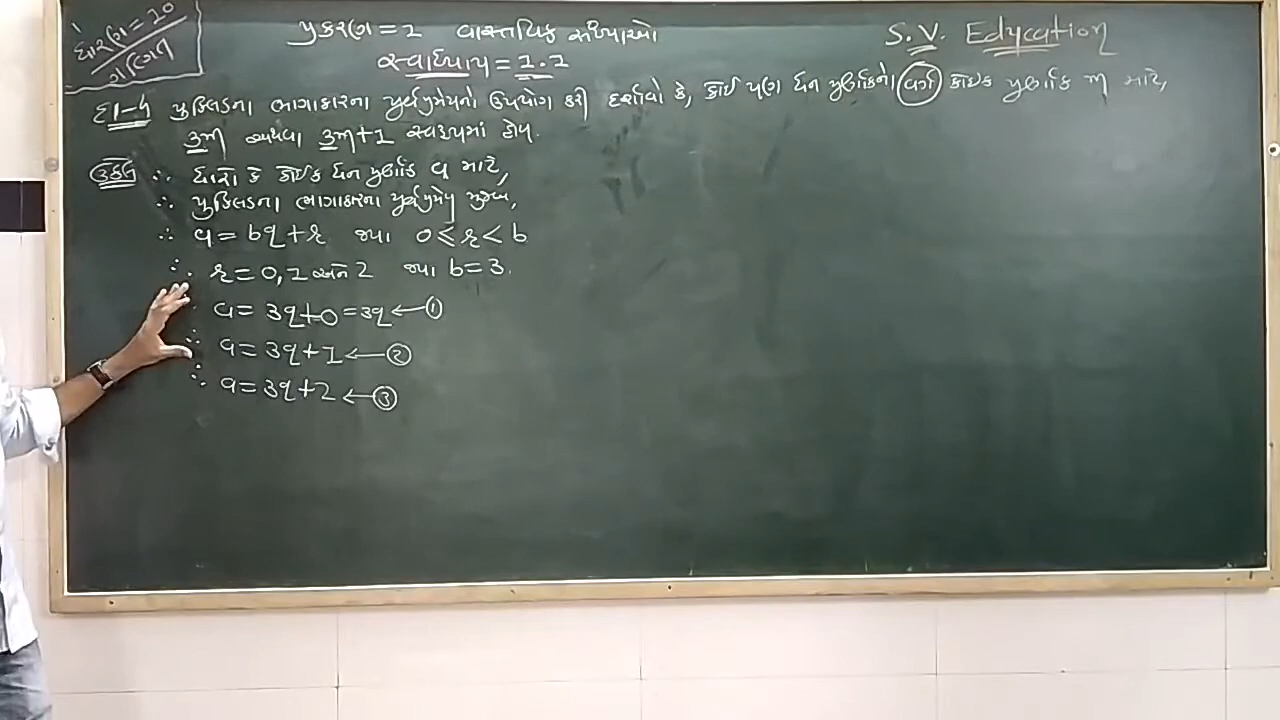 ધોરણ = 10
ગણિત
પ્રકરણ = 1 વાસ્તવિક સંખ્યાઓ
સ્વાધ્યાય = 1.1
S.V. Education
દા-4 યુક્લિડના ભાગાકારના પૂર્વપ્રમેયનો ઉપયોગ કરી દર્શાવો કે, કોઈ પણ ધન પૂર્ણાંકનો વર્ગ કોઈક પૂર્ણાંક m માટે,
3m અથવા 3m+1 સ્વરૂપમાં હોય.
ઉકેલ ∴ ધારો કે કોઈક ધન પૂર્ણાંક a માટે,
∴ યુક્લિડના ભાગાકારના પૂર્વપ્રમેય મુજબ,
∴ a = bq + r જ્યા 0 ≤ r < b
∴ r = 0, 1 અને 2 જ્યા b = 3.
a = 3q+0 = 3q ← ①
∴ a = 3q+1 ← ②
∴ a = 3q+2 ← ③